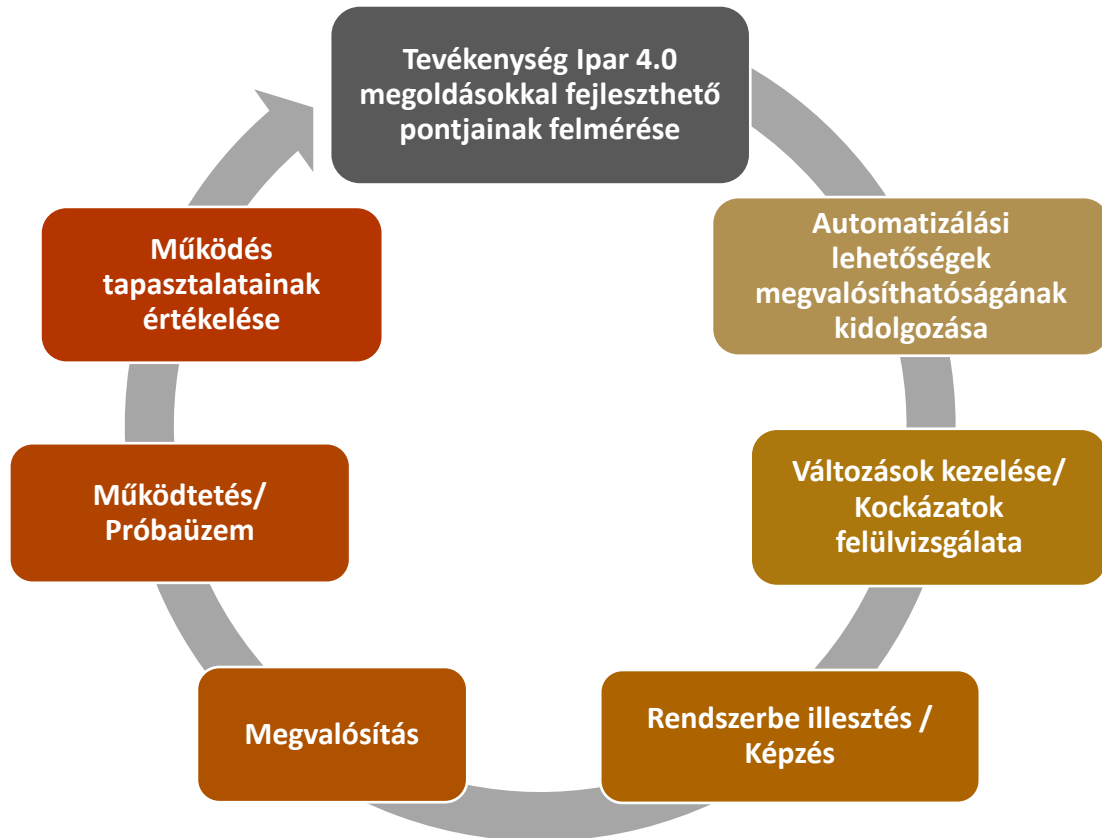 Tevékenység Ipar 4.0
megoldásokkal fejleszthető
pontjainak felmérése
Automatizálási
lehetőségek
megvalósíthatóságának
kidolgozása
Változások kezelése/
Kockázatok
felülvizsgálata
Rendszerbe illesztés /
Képzés
Megvalósítás
Működtetés/
Próbaüzem
Működés
tapasztalatainak
értékelése